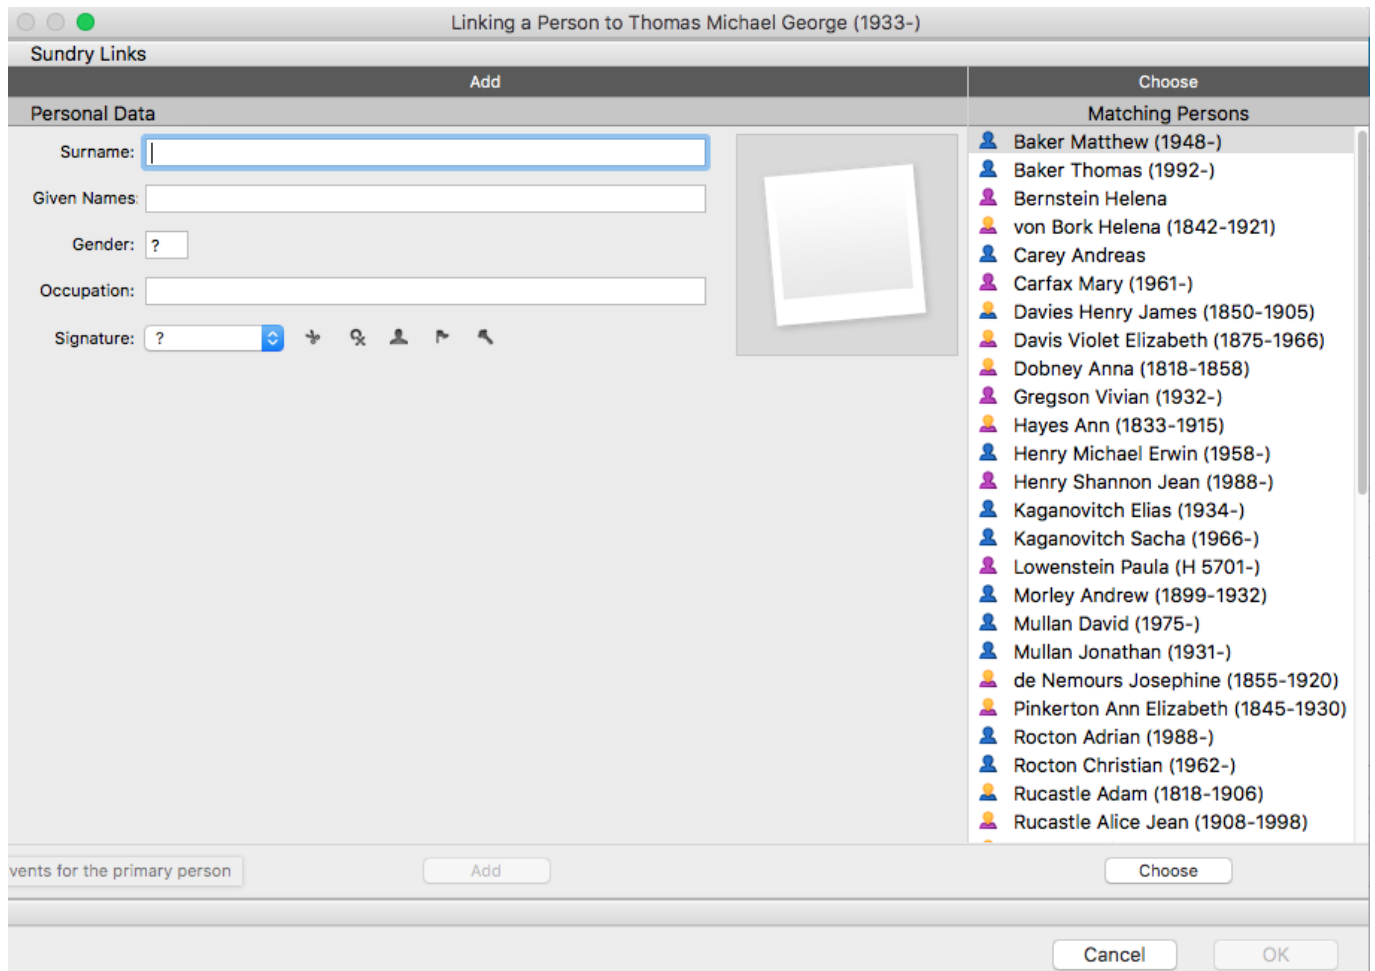 Linking a Person to Thomas Michael George (1933-)
Sundry Links
Add
Choose
Personal Data
Matching Persons
Surname:
Given Names:
Gender: ?
Occupation:
Signature: ?
Baker Matthew (1948-)
Baker Thomas (1992-)
Bernstein Helena
von Bork Helena (1842-1921)
Carey Andreas
Carfax Mary (1961-)
Davies Henry James (1850-1905)
Davis Violet Elizabeth (1875-1966)
Dobney Anna (1818-1858)
Gregson Vivian (1932-)
Hayes Ann (1833-1915)
Henry Michael Erwin (1958-)
Henry Shannon Jean (1988-)
Kaganovitch Elias (1934-)
Kaganovitch Sacha (1966-)
Lowenstein Paula (H 5701-)
Morley Andrew (1899-1932)
Mullan David (1975-)
Mullan Jonathan (1931-)
de Nemours Josephine (1855-1920)
Pinkerton Ann Elizabeth (1845-1930)
Rocton Adrian (1988-)
Rocton Christian (1962-)
Rucastle Adam (1818-1906)
Rucastle Alice Jean (1908-1998)
vents for the primary person
Add
Choose
Cancel
OK